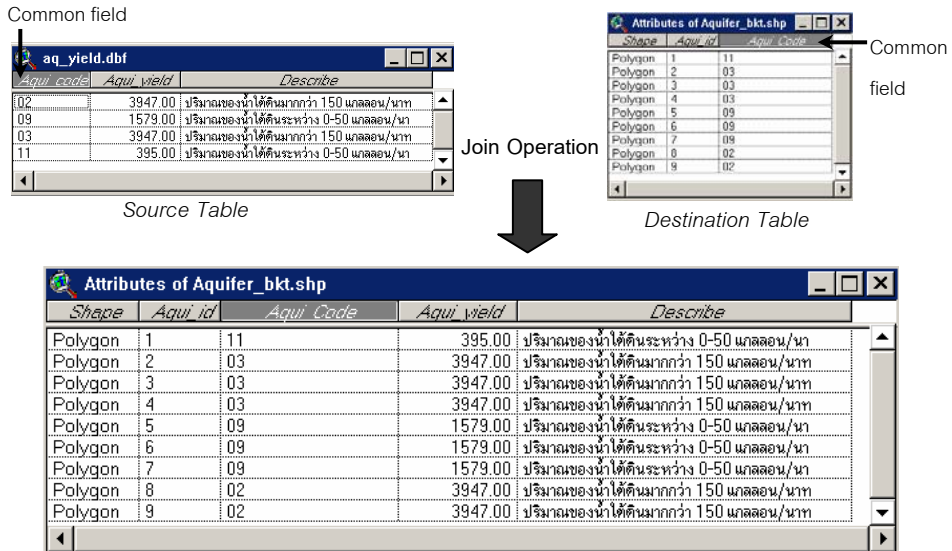 Common field
aq_yield.dbf
Aqui_code Aqui_yield Describe
02 3947.00 ปริมาณของน้ำใต้ดินมากกว่า 150 แกลลอน/นาท
09 1579.00 ปริมาณของน้ำใต้ดินระหว่าง 0-50 แกลลอน/นา
03 3947.00 ปริมาณของน้ำใต้ดินมากกว่า 150 แกลลอน/นาท
11 395.00 ปริมาณของน้ำใต้ดินระหว่าง 0-50 แกลลอน/นา
Source Table
Join Operation
Attributes of Aquifer_bkt.shp
Shape Aqui_id Aqui_Code
Polygon 1 11
Polygon 2 03
Polygon 3 03
Polygon 4 03
Polygon 5 09
Polygon 6 09
Polygon 7 09
Polygon 8 02
Polygon 9 02
Common
field
Destination Table
Attributes of Aquifer_bkt.shp
Shape Aqui_id Aqui_Code Aqui_yield Describe
Polygon 1 11 395.00 ปริมาณของน้ำใต้ดินระหว่าง 0-50 แกลลอน/นา
Polygon 2 03 3947.00 ปริมาณของน้ำใต้ดินมากกว่า 150 แกลลอน/นาท
Polygon 3 03 3947.00 ปริมาณของน้ำใต้ดินมากกว่า 150 แกลลอน/นาท
Polygon 4 03 3947.00 ปริมาณของน้ำใต้ดินมากกว่า 150 แกลลอน/นาท
Polygon 5 09 1579.00 ปริมาณของน้ำใต้ดินระหว่าง 0-50 แกลลอน/นา
Polygon 6 09 1579.00 ปริมาณของน้ำใต้ดินระหว่าง 0-50 แกลลอน/นา
Polygon 7 09 1579.00 ปริมาณของน้ำใต้ดินระหว่าง 0-50 แกลลอน/นา
Polygon 8 02 3947.00 ปริมาณของน้ำใต้ดินมากกว่า 150 แกลลอน/นาท
Polygon 9 02 3947.00 ปริมาณของน้ำใต้ดินมากกว่า 150 แกลลอน/นาท